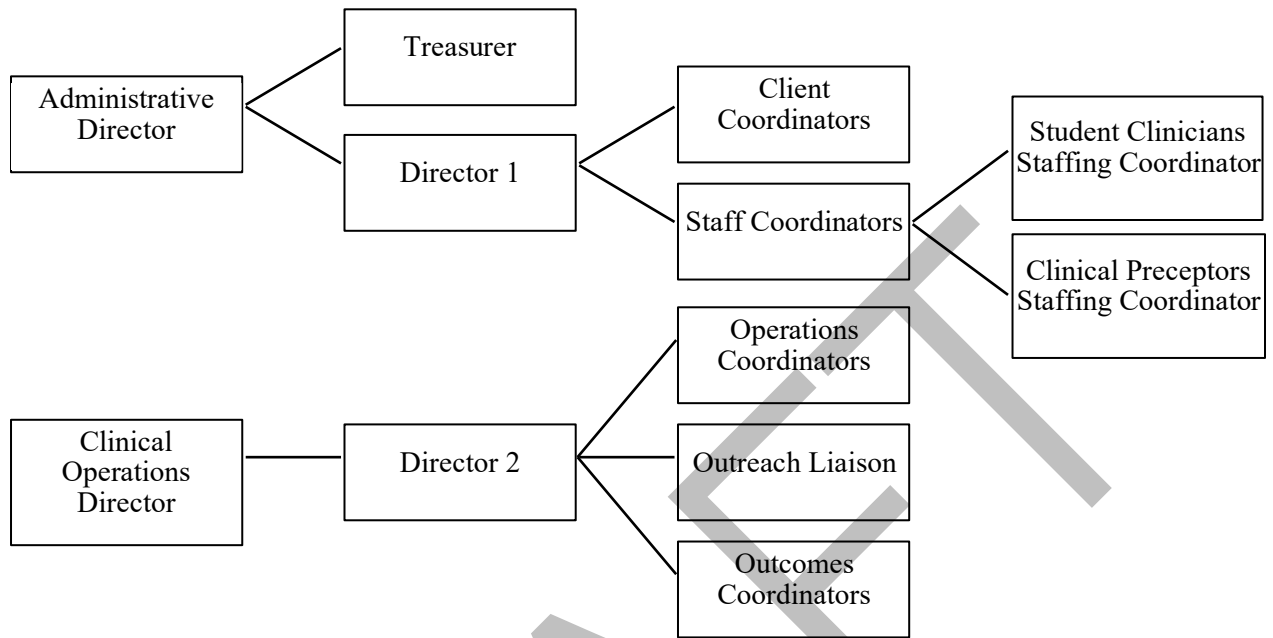 Treasurer
Administrative
Director
Director 1
Client
Coordinators
Staff Coordinators
Student Clinicians
Staffing Coordinator
Clinical Preceptors
Staffing Coordinator
Clinical
Operations
Director
Director 2
Operations
Coordinators
Outreach Liaison
Outcomes
Coordinators